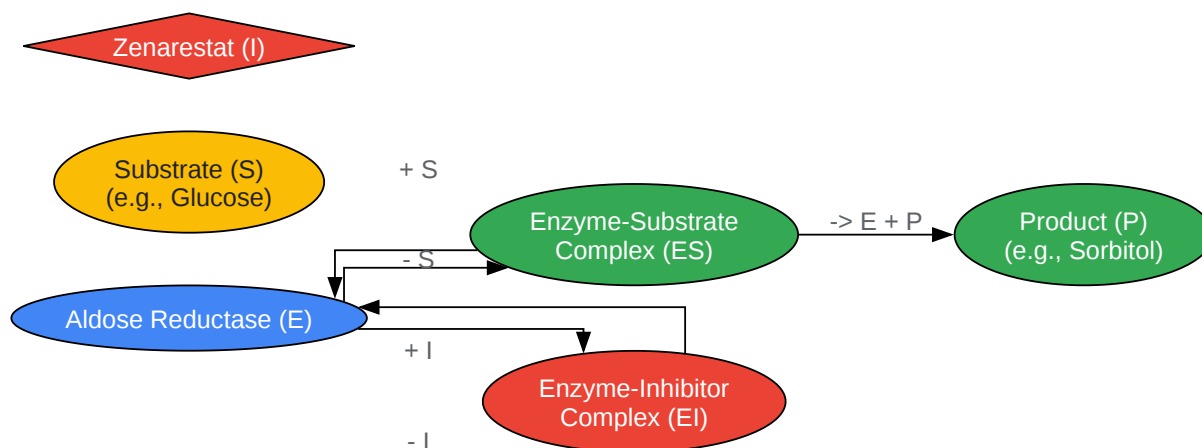 Zenarestat (I)
Substrate (S)
(e.g., Glucose)
+ S
Enzyme-Substrate
Complex (ES)
-> E + P
Product (P)
(e.g., Sorbitol)
- S
Aldose Reductase (E)
+ I
Enzyme-Inhibitor
Complex (EI)
- I